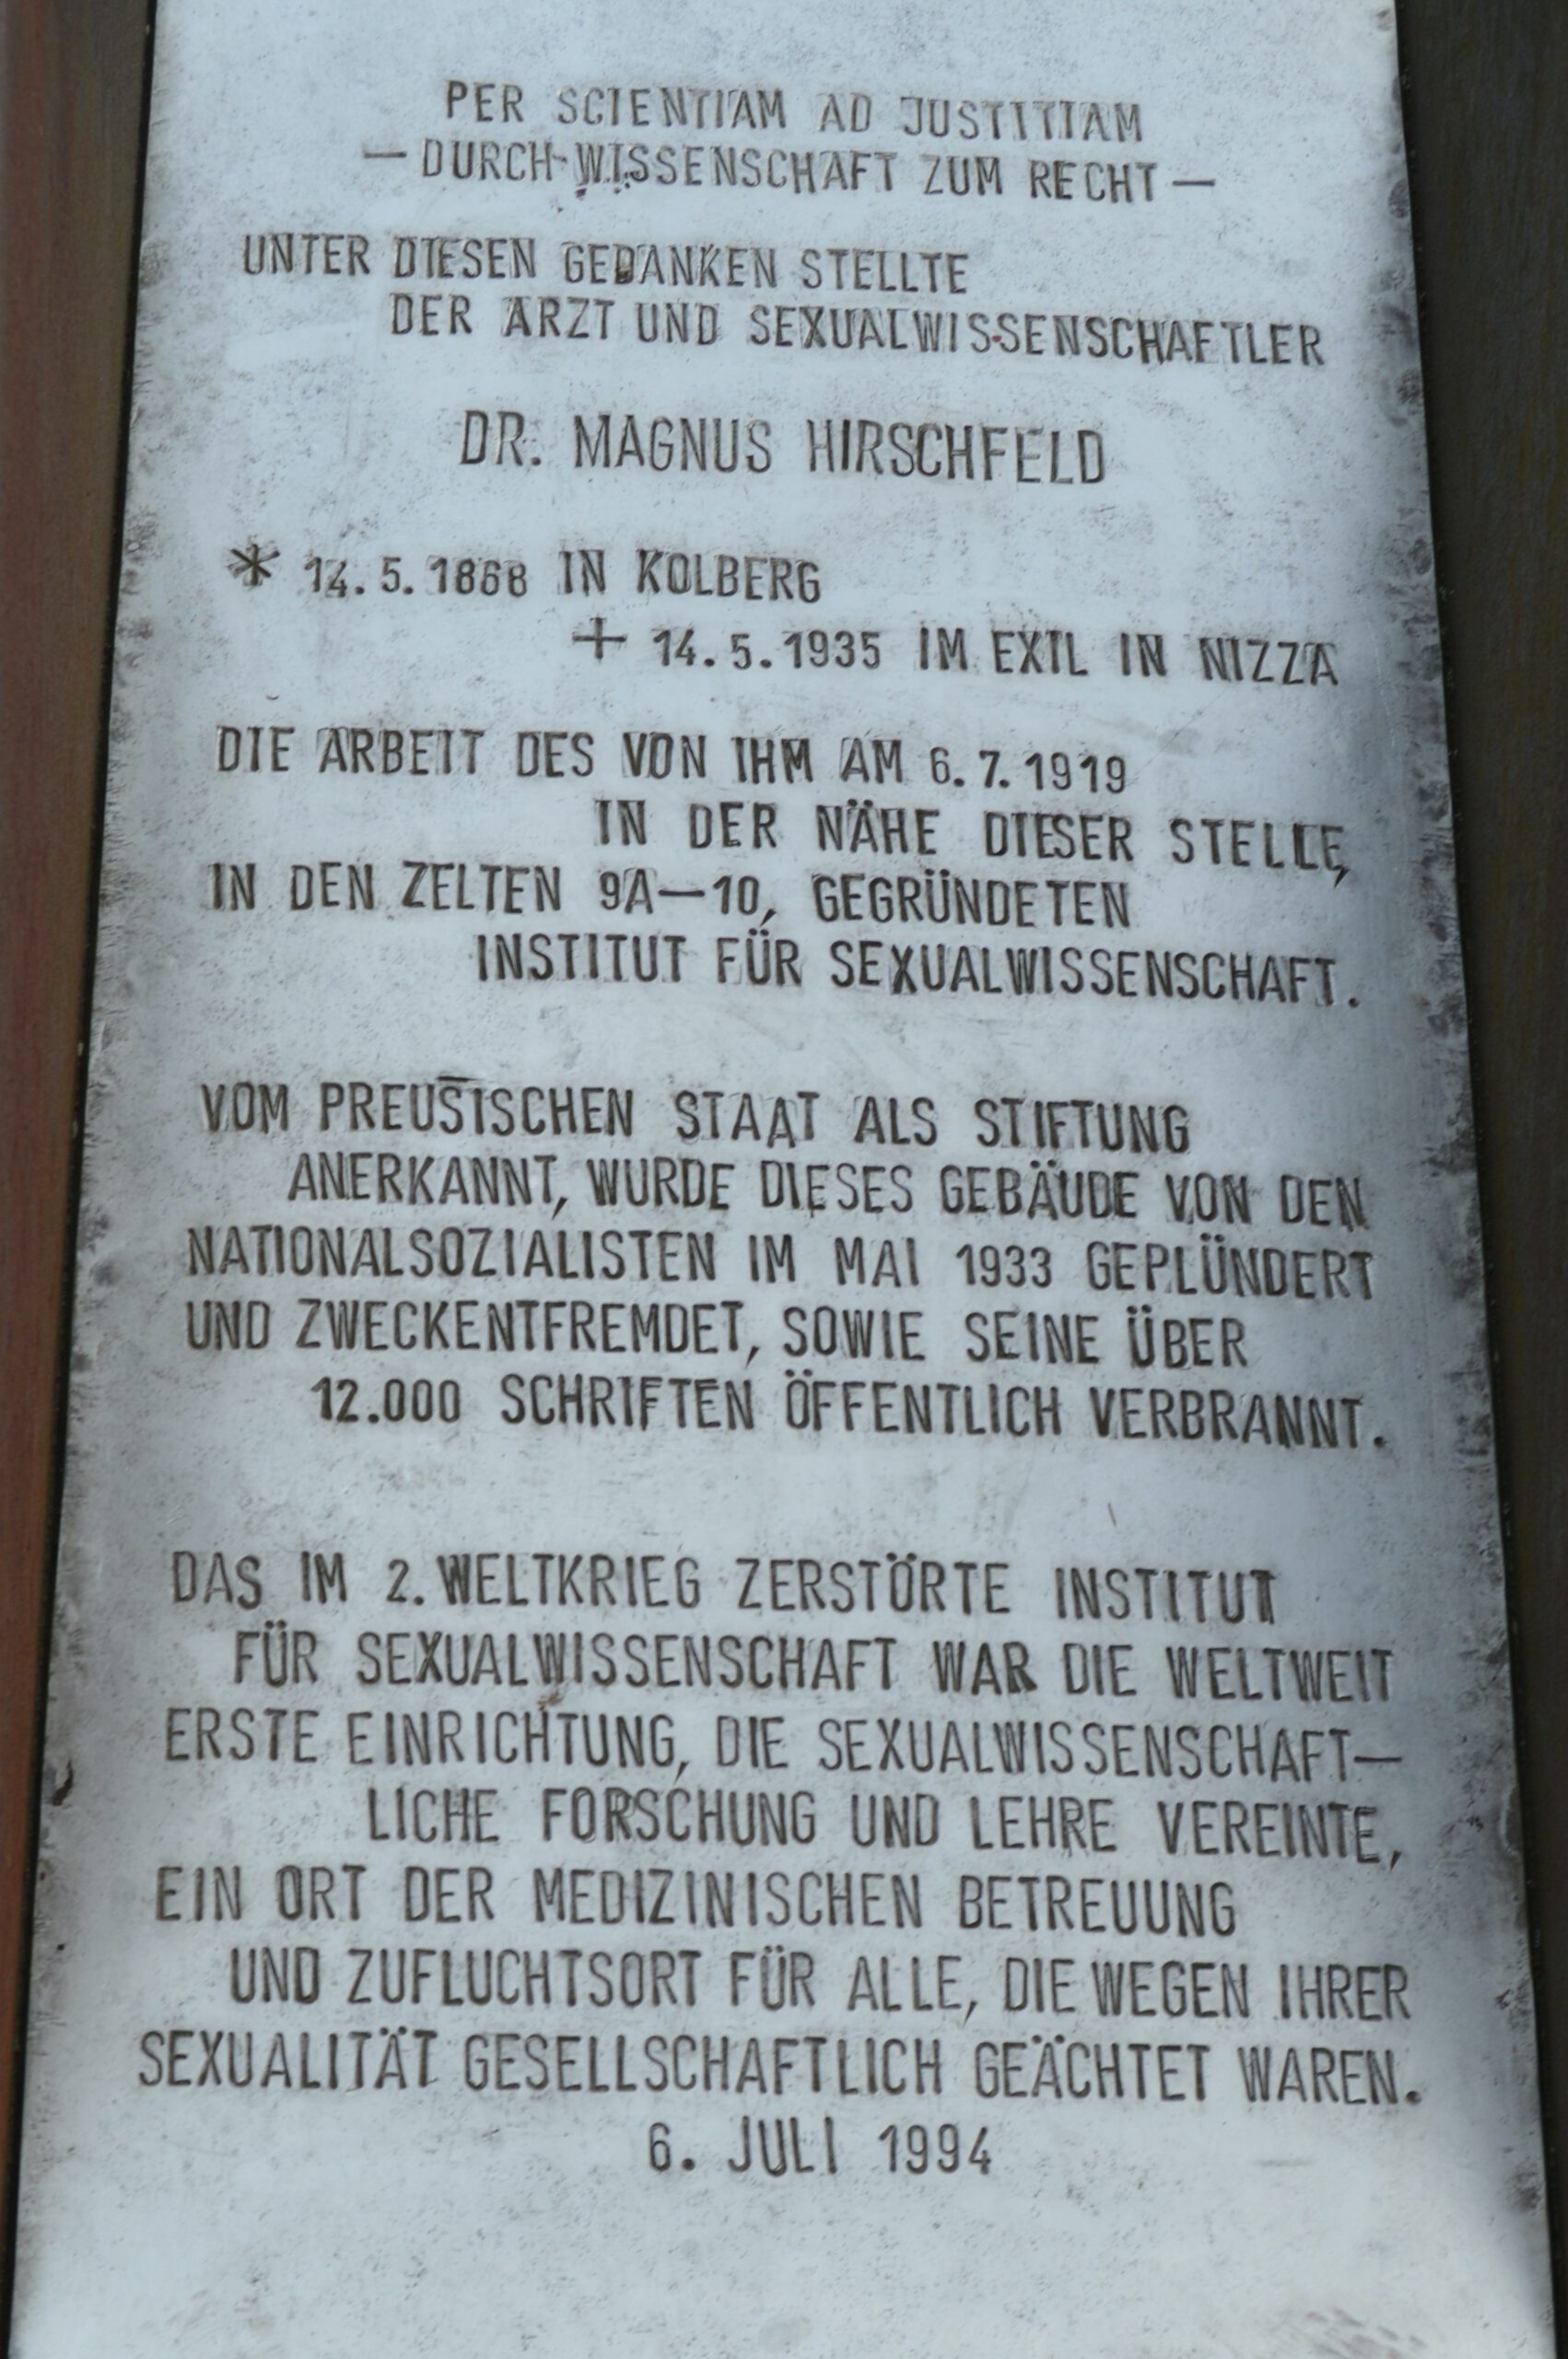 PER SCIENTIAM AD JUSTITIAM
— DURCH WISSENSCHAFT ZUM RECHT —
UNTER DIESEN GEDANKEN STELLTE
DER ARZT UND SEXUALWISSENSCHAFTLER
DR. MAGNUS HIRSCHFELD
* 14.5.1868 IN KOLBERG
+ 14.5.1935 IM EXIL IN NIZZA
DIE ARBEIT DES VON IHM AM 6.7.1919
IN DER NÄHE DIESER STELLE,
IN DEN ZELTEN 9A—10, GEGRÜNDETEN
INSTITUT FÜR SEXUALWISSENSCHAFT.
VOM PREUS̅ISCHEN STAAT ALS STIFTUNG
ANERKANNT, WURDE DIESES GEBÄUDE VON DEN
NATIONALSOZIALISTEN IM MAI 1933 GEPLÜNDERT
UND ZWECKENTFREMDET, SOWIE SEINE ÜBER
12.000 SCHRIFTEN ÖFFENTLICH VERBRANNT.
DAS IM 2. WELTKRIEG ZERSTÖRTE INSTITUT
FÜR SEXUALWISSENSCHAFT WAR DIE WELTWEIT
ERSTE EINRICHTUNG, DIE SEXUALWISSENSCHAFT—
LICHE FORSCHUNG UND LEHRE VEREINTE,
EIN ORT DER MEDIZINISCHEN BETREUUNG
UND ZUFLUCHTSORT FÜR ALLE, DIE WEGEN IHRER
SEXUALITÄT GESELLSCHAFTLICH GEÄCHTET WAREN.
6. JULI 1994